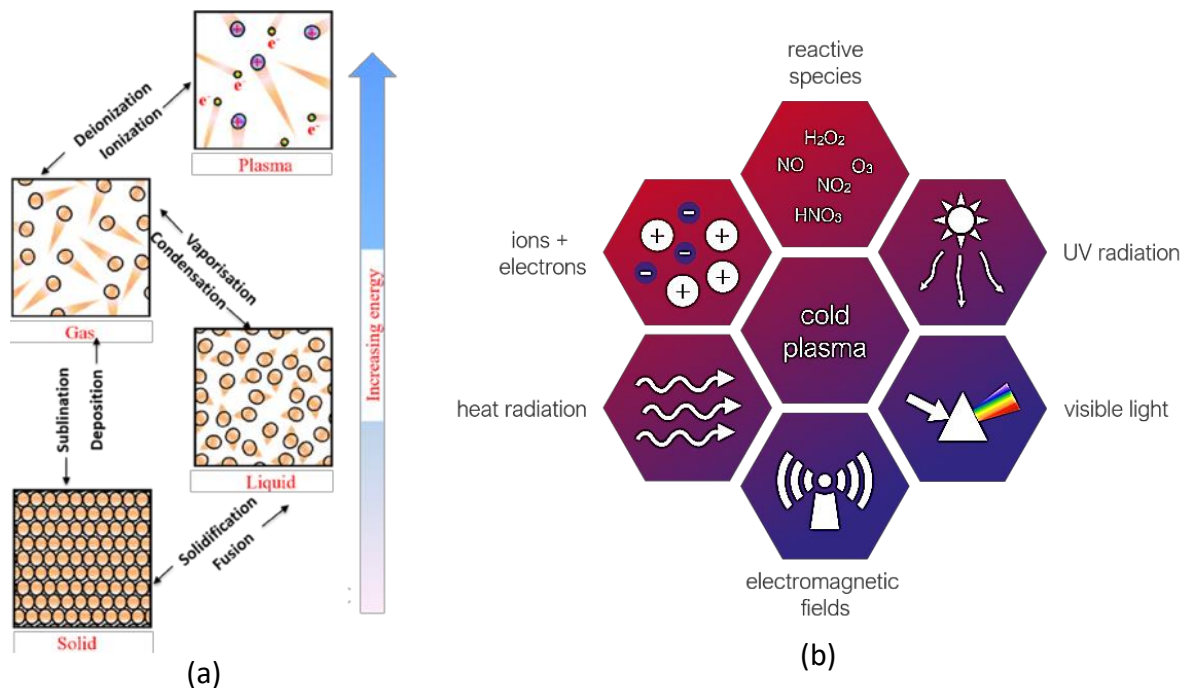 e⁻
e⁻
e⁻
e⁻
Plasma
Deionization
Ionization
Gas
Vaporisation
Condensation
Liquid
Sublination
Deposition
Solidification
Fusion
Solid
Increasing energy
(a)
reactive
species
H₂O₂
NO
O₃
NO₂
HNO₃
ions +
electrons
UV radiation
cold
plasma
heat radiation
visible light
electromagnetic
fields
(b)